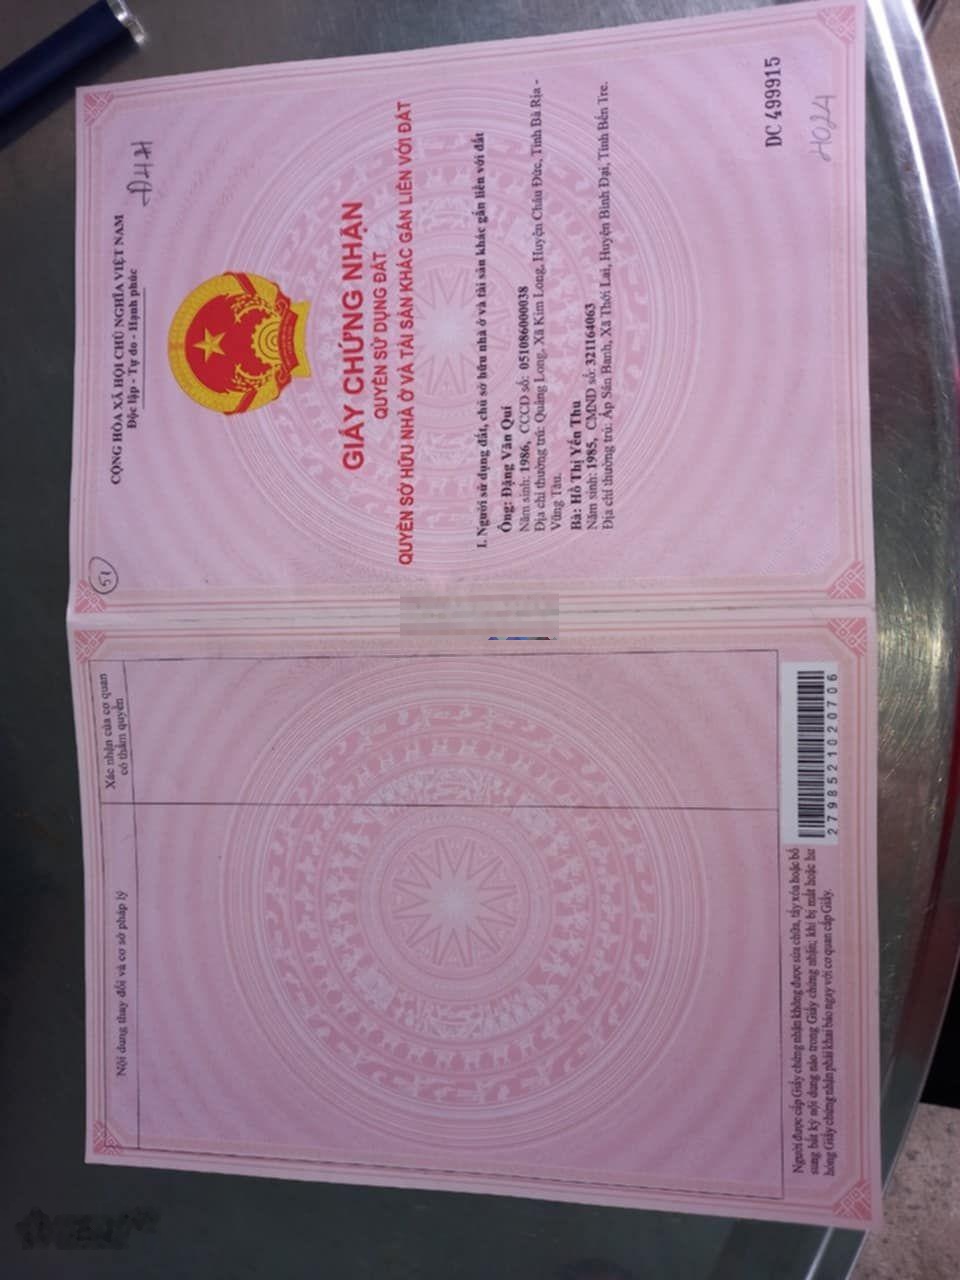 CỘNG HÒA XÃ HỘI CHỦ NGHĨA VIỆT NAM
Độc lập - Tự do - Hạnh phúc
ĐHH
51
GIẤY CHỨNG NHẬN
QUYỀN SỬ DỤNG ĐẤT
QUYỀN SỞ HỮU NHÀ Ở VÀ TÀI SẢN KHÁC GẮN LIỀN VỚI ĐẤT
I. Người sử dụng đất, chủ sở hữu nhà ở và tài sản khác gắn liền với đất
Ông: Đặng Văn Quí
Năm sinh: 1986, CCCD số: 051086000038
Địa chỉ thường trú: Quảng Long, Xã Kim Long, Huyện Châu Đức, Tỉnh Bà Rịa -
Vũng Tàu.
Bà: Hồ Thị Yến Thu
Năm sinh: 1985, CMND số: 321164063
Địa chỉ thường trú: Ấp Sân Banh, Xã Thới Lai, Huyện Bình Đại, Tỉnh Bến Tre.
DC 499915
4024
Nội dung thay đổi và cơ sở pháp lý
Xác nhận của cơ quan
có thẩm quyền
Người được cấp Giấy chứng nhận không được sửa chữa, tẩy xóa hoặc bổ
sung bất kỳ nội dung nào trong Giấy chứng nhận; khi bị mất hoặc hư
hỏng Giấy chứng nhận phải khai báo ngay với cơ quan cấp Giấy.
279852102 0706